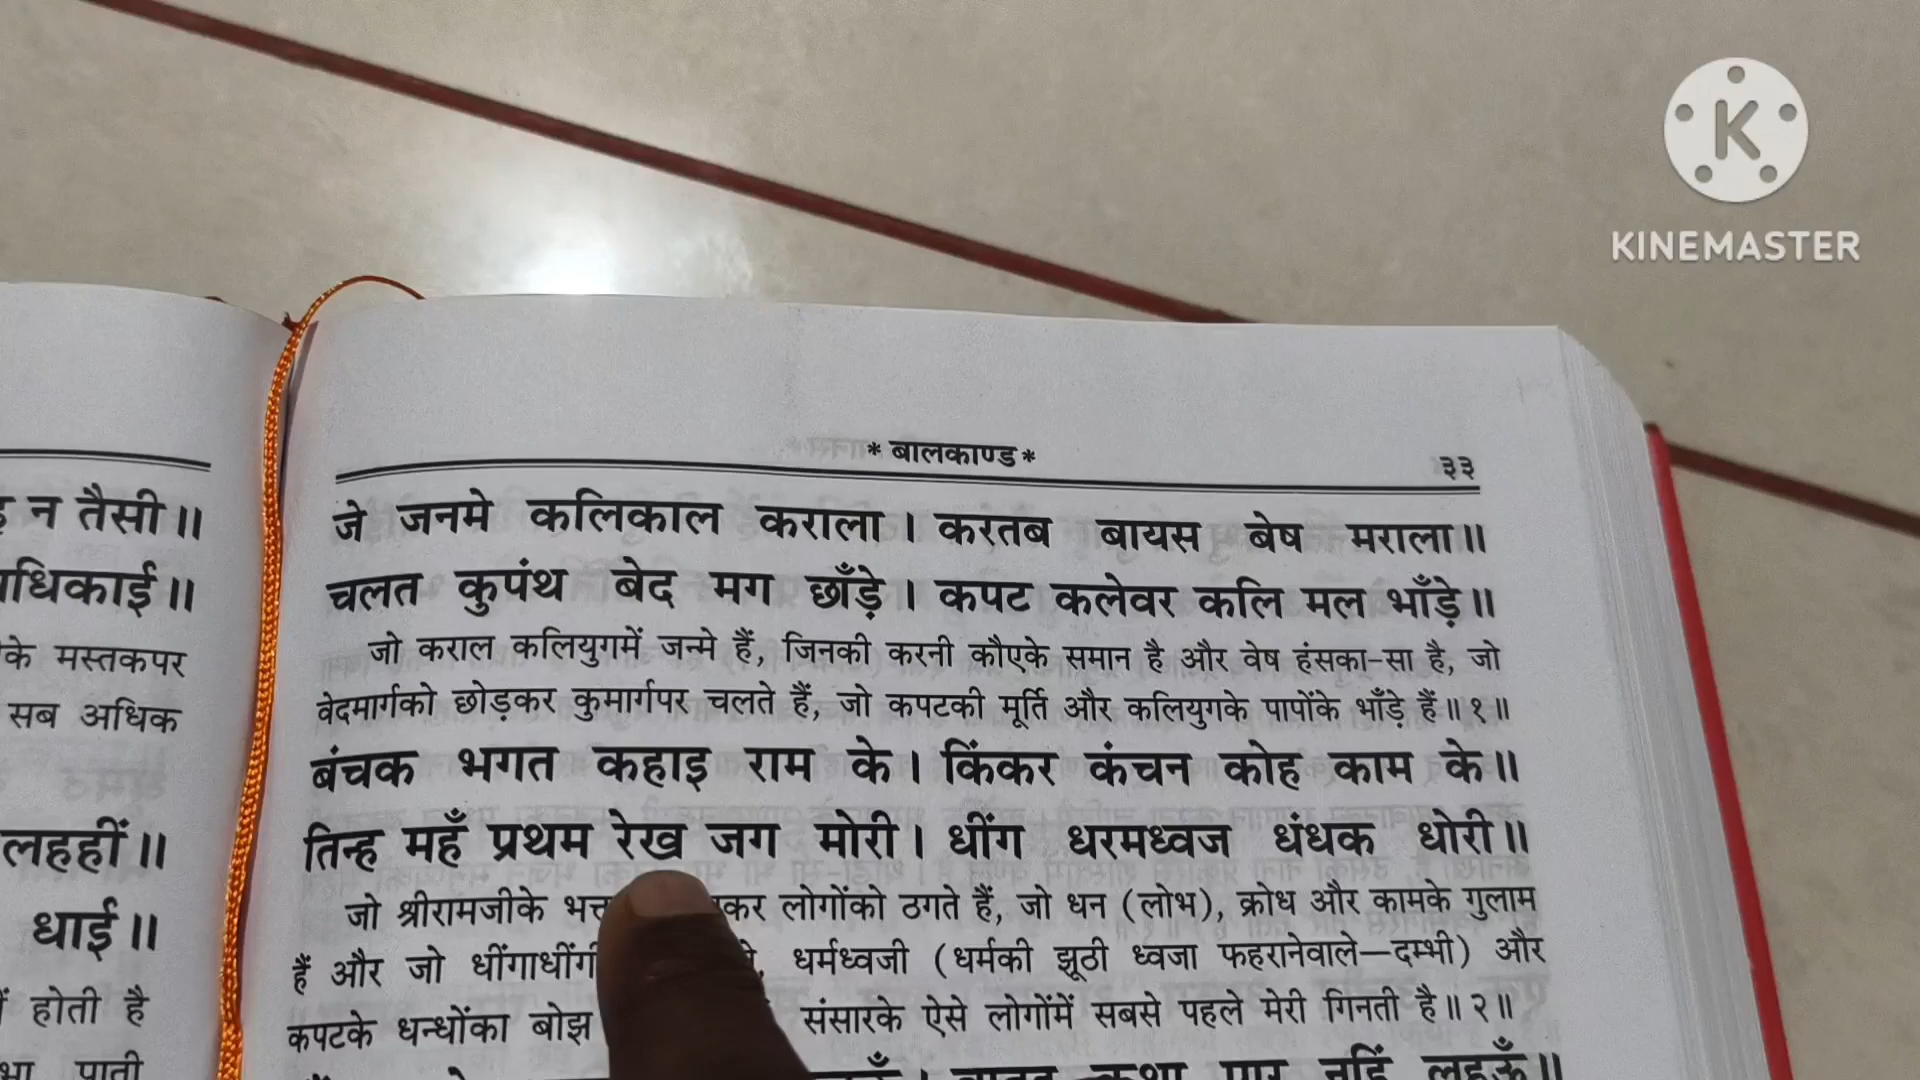 KINEMASTER
न तैसी॥
लहहीं॥
धाई॥
के मस्तकपर
सब अधिक
होती है
* बालकाण्ड * ३३
जे जनमे कलिकाल कराला। करतब बायस बेष मराला॥
चलत कुपंथ बेद मग छाँड़े। कपट कलेवर कलि मल भाँड़े॥
जो कराल कलियुगमें जन्मे हैं, जिनकी करनी कौएके समान है और वेष हंसका-सा है, जो
वेदमार्गको छोड़कर कुमार्गपर चलते हैं, जो कपटकी मूर्ति और कलियुगके पापोंके भाँड़े हैं॥१॥
बंचक भगत कहाइ राम के। किंकर कंचन कोह काम के॥
तिन्ह महँ प्रथम रेख जग मोरी। धींग धरमध्वज धंधक धोरी॥
जो श्रीरामजीके लोगोंको ठगते हैं, जो धन (लोभ), क्रोध और कामके गुलाम
हैं और जो धर्मध्वजी (धर्मकी झूठी ध्वजा फहरानेवाले—दम्भी) और
कपटके धन्धोंका बोझ संसारके ऐसे लोगोंमें सबसे पहले मेरी गिनती है॥२॥